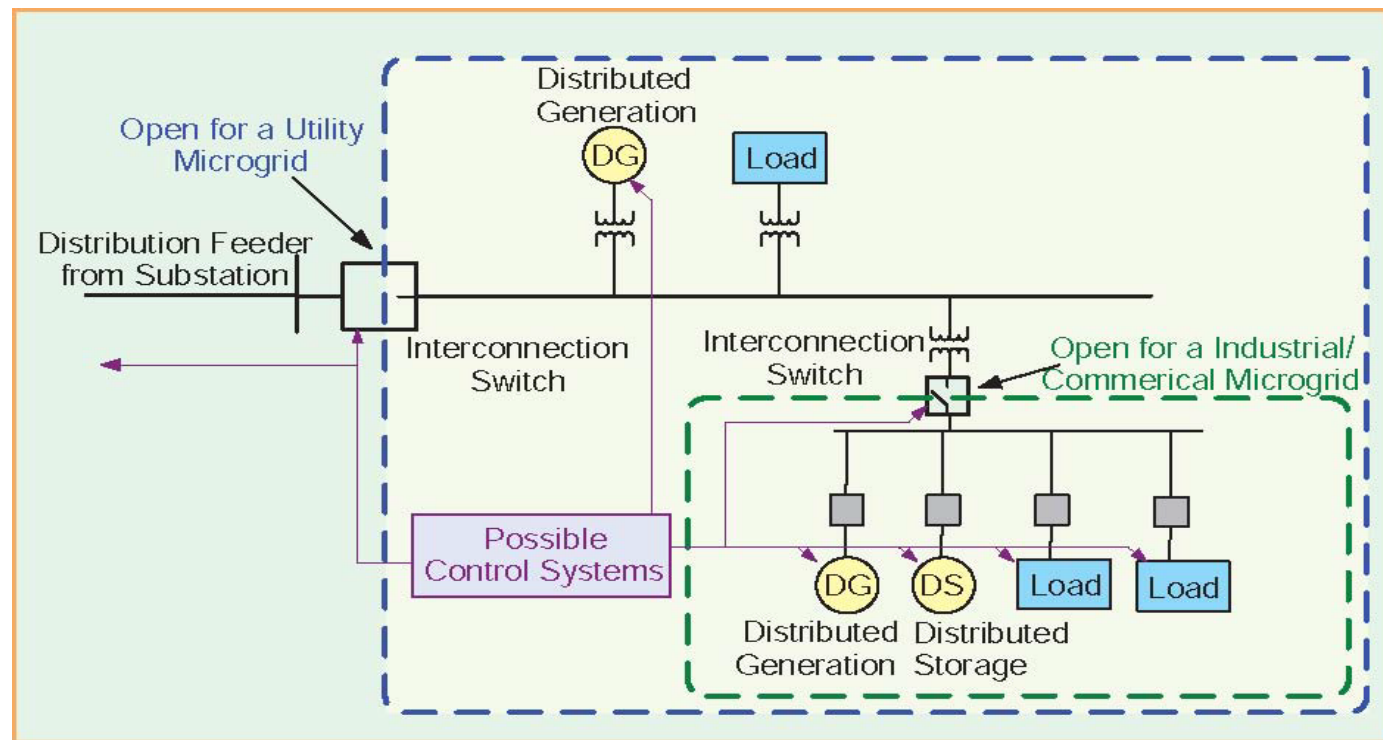 Distributed
Generation
DG
Load
Open for a Utility
Microgrid
Distribution Feeder
from Substation
Interconnection
Switch
Interconnection
Switch
Open for a Industrial/
Commerical Microgrid
Possible
Control Systems
DG
DS
Load
Load
Distributed
Generation
Distributed
Storage